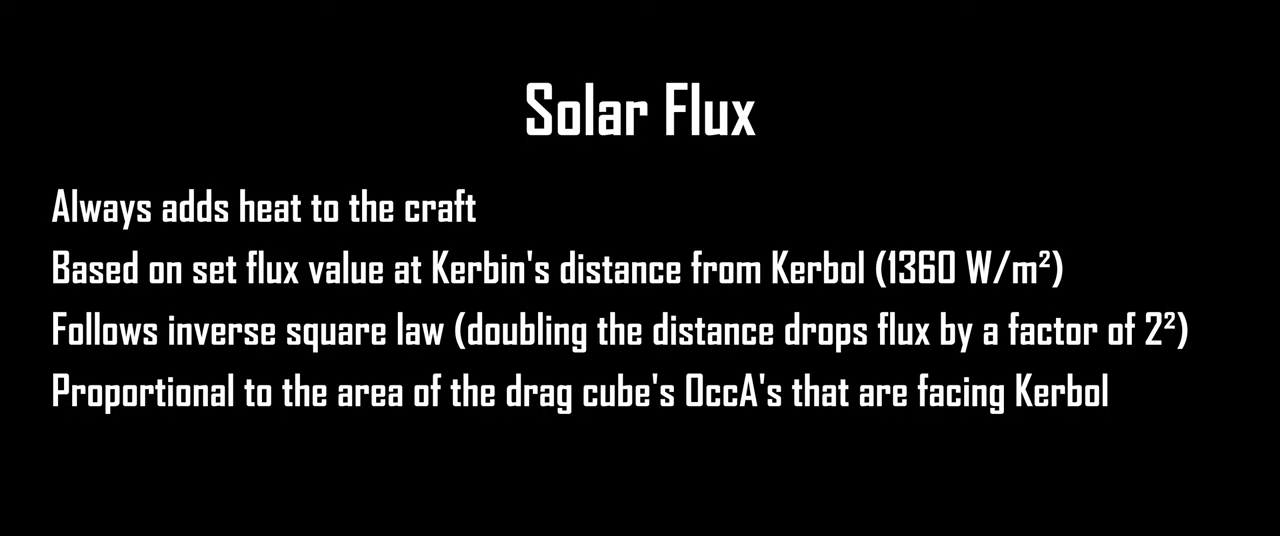 Solar Flux
Always adds heat to the craft
Based on set flux value at Kerbin's distance from Kerbol (1360 W/m²)
Follows inverse square law (doubling the distance drops flux by a factor of 2²)
Proportional to the area of the drag cube's OccA's that are facing Kerbol